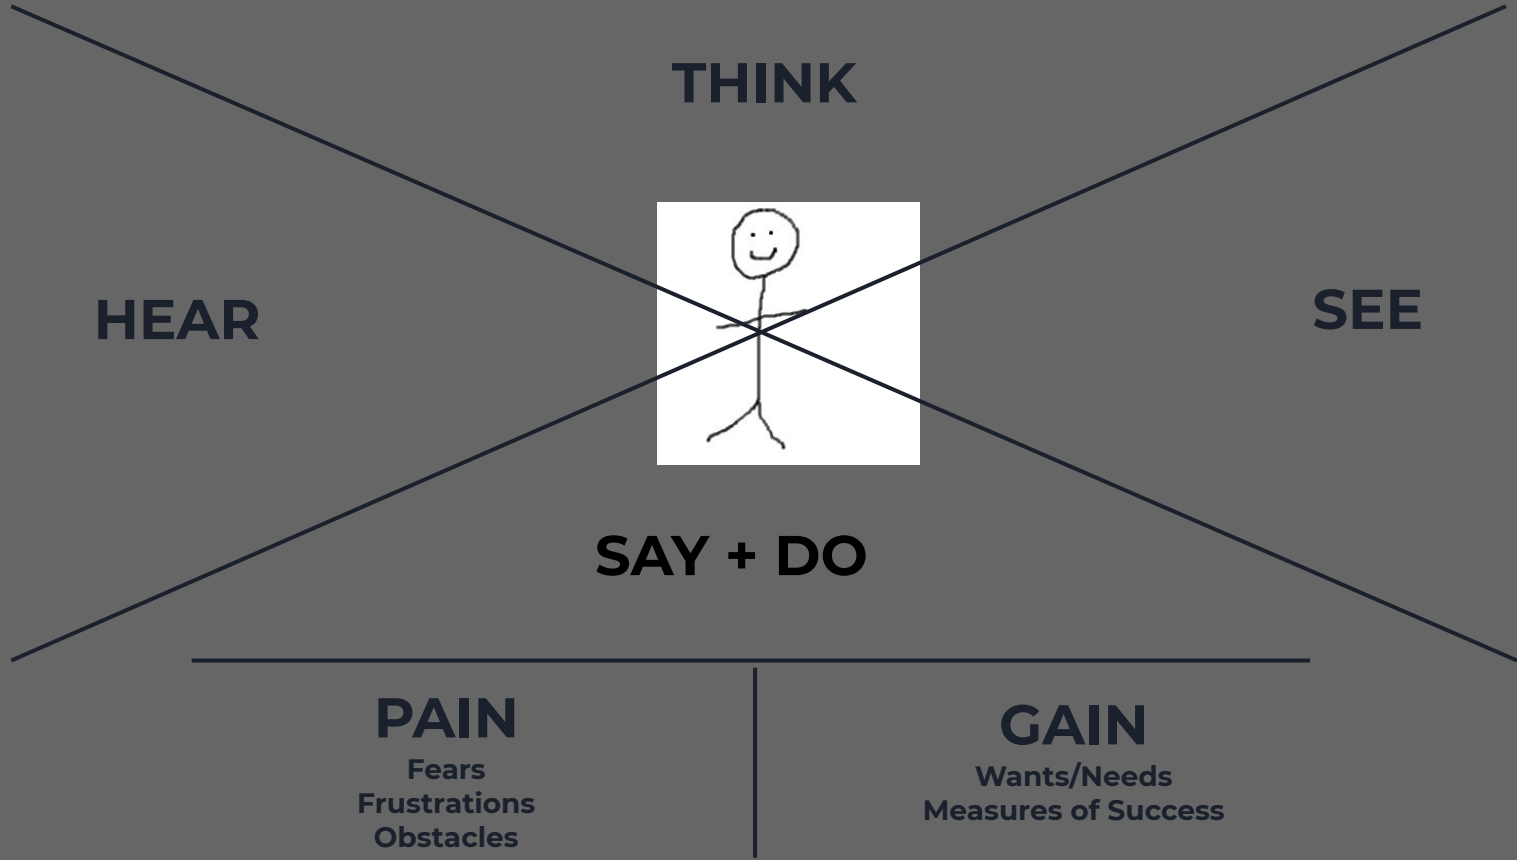 THINK
HEAR
SEE
SAY + DO
PAIN
Fears
Frustrations
Obstacles
GAIN
Wants/Needs
Measures of Success